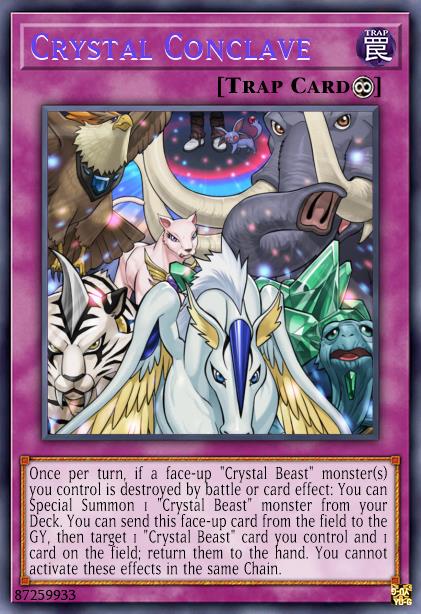 Crystal Conclave
TRAP
罠
[Trap Card]
Once per turn, if a face-up "Crystal Beast" monster(s)
you control is destroyed by battle or card effect: You can
Special Summon 1 "Crystal Beast" monster from your
Deck. You can send this face-up card from the field to the
GY, then target 1 "Crystal Beast" card you control and 1
card on the field; return them to the hand. You cannot
activate these effects in the same Chain.
87259933